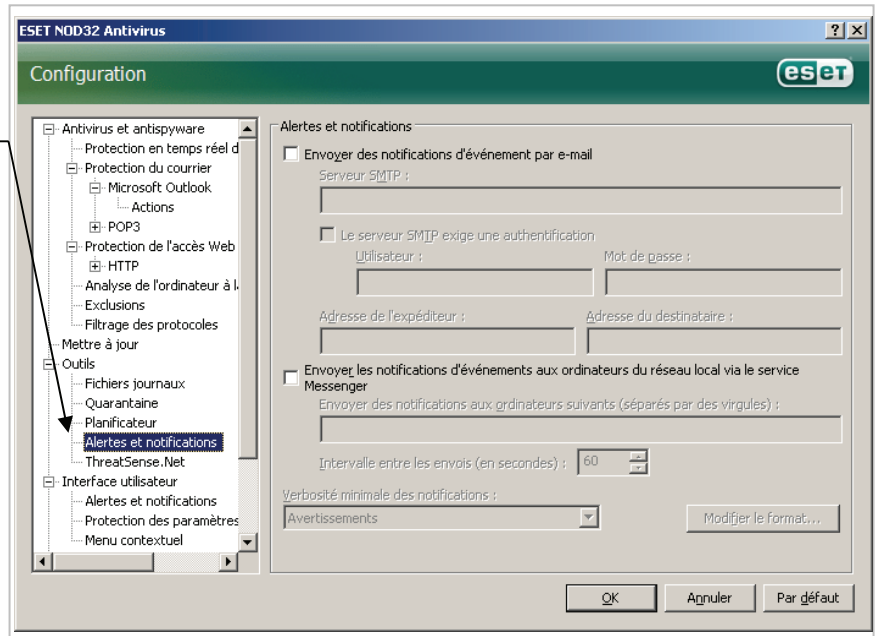 ESET NOD32 Antivirus
Configuration
eset
Antivirus et antispyware
Protection en temps réel d
Protection du courrier
Microsoft Outlook
Actions
POP3
Protection de l'accès Web
HTTP
Analyse de l'ordinateur à l
Exclusions
Filtrage des protocoles
Mettre à jour
Outils
Fichiers journaux
Quarantaine
Planificateur
Alertes et notifications
ThreatSense.Net
Interface utilisateur
Alertes et notifications
Protection des paramètres
Menu contextuel
Alertes et notifications
Envoyer des notifications d'événement par e-mail
Serveur SMTP :
Le serveur SMTP exige une authentification
Utilisateur :
Mot de passe :
Adresse de l'expéditeur :
Adresse du destinataire :
Envoyer les notifications d'événements aux ordinateurs du réseau local via le service
Messenger
Envoyer des notifications aux ordinateurs suivants (séparés par des virgules) :
Intervalle entre les envois (en secondes) : 60
Verbosité minimale des notifications :
Avertissements
Modifier le format...
OK
Annuler
Par défaut